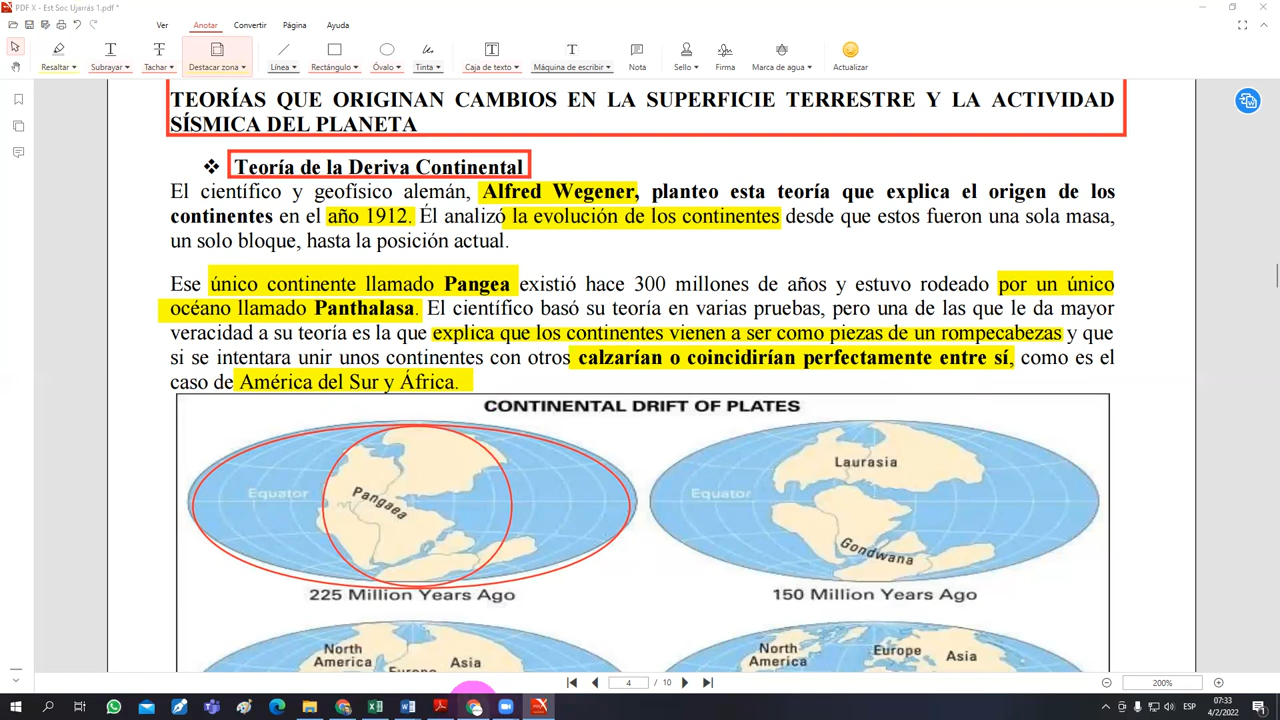 PDF X - Est Soc Ujarrás 1.pdf *
Ver Anotar Convertir Página Ayuda
Resaltar Subrayar Tachar Destacar zona Línea Rectángulo Óvalo Tinta Caja de texto Máquina de escribir Nota Sello Firma Marca de agua Actualizar
TEORÍAS QUE ORIGINAN CAMBIOS EN LA SUPERFICIE TERRESTRE Y LA ACTIVIDAD
SÍSMICA DEL PLANETA
❖ Teoría de la Deriva Continental
El científico y geofísico alemán, Alfred Wegener, planteo esta teoría que explica el origen de los
continentes en el año 1912. Él analizó la evolución de los continentes desde que estos fueron una sola masa,
un solo bloque, hasta la posición actual.
Ese único continente llamado Pangea existió hace 300 millones de años y estuvo rodeado por un único
océano llamado Panthalasa. El científico basó su teoría en varias pruebas, pero una de las que le da mayor
veracidad a su teoría es la que explica que los continentes vienen a ser como piezas de un rompecabezas y que
si se intentara unir unos continentes con otros calzarían o coincidirían perfectamente entre sí, como es el
caso de América del Sur y África.
CONTINENTAL DRIFT OF PLATES
Equator
Pangaea
225 Million Years Ago
Laurasia
Equator
Gondwana
150 Million Years Ago
North
America
Europe
Asia
North
America
Europe
Asia
4 / 10
200%
07:33
ESP
4/2/2022